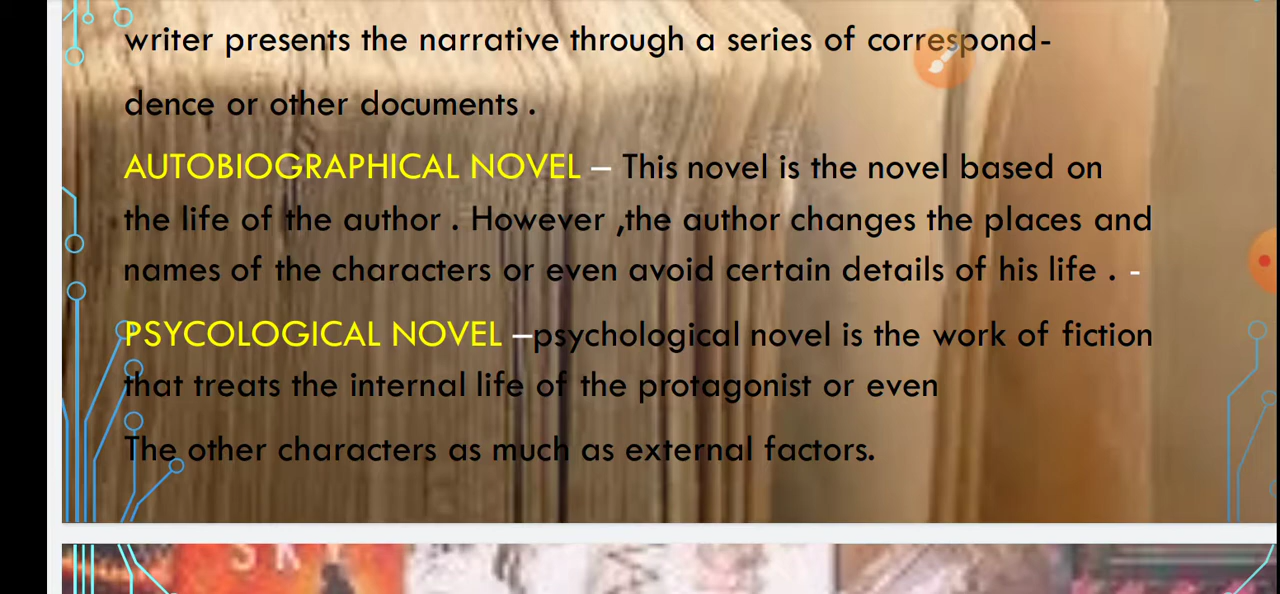 writer presents the narrative through a series of correspond-
dence or other documents .
AUTOBIOGRAPHICAL NOVEL – This novel is the novel based on
the life of the author . However ,the author changes the places and
names of the characters or even avoid certain details of his life . -
PSYCOLOGICAL NOVEL –psychological novel is the work of fiction
that treats the internal life of the protagonist or even
The other characters as much as external factors.
SKY